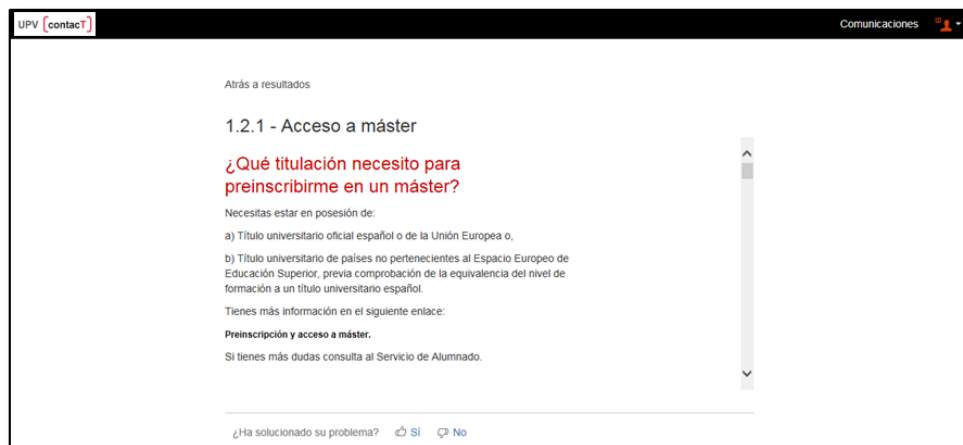 UPV [contacT]
Comunicaciones
Atrás a resultados
1.2.1 - Acceso a máster
¿Qué titulación necesito para
preinscribirme en un máster?
Necesitas estar en posesión de:
a) Título universitario oficial español o de la Unión Europea o,
b) Título universitario de países no pertenecientes al Espacio Europeo de
Educación Superior, previa comprobación de la equivalencia del nivel de
formación a un título universitario español.
Tienes más información en el siguiente enlace:
Preinscripción y acceso a máster.
Si tienes más dudas consulta al Servicio de Alumnado.
¿Ha solucionado su problema? Sí No